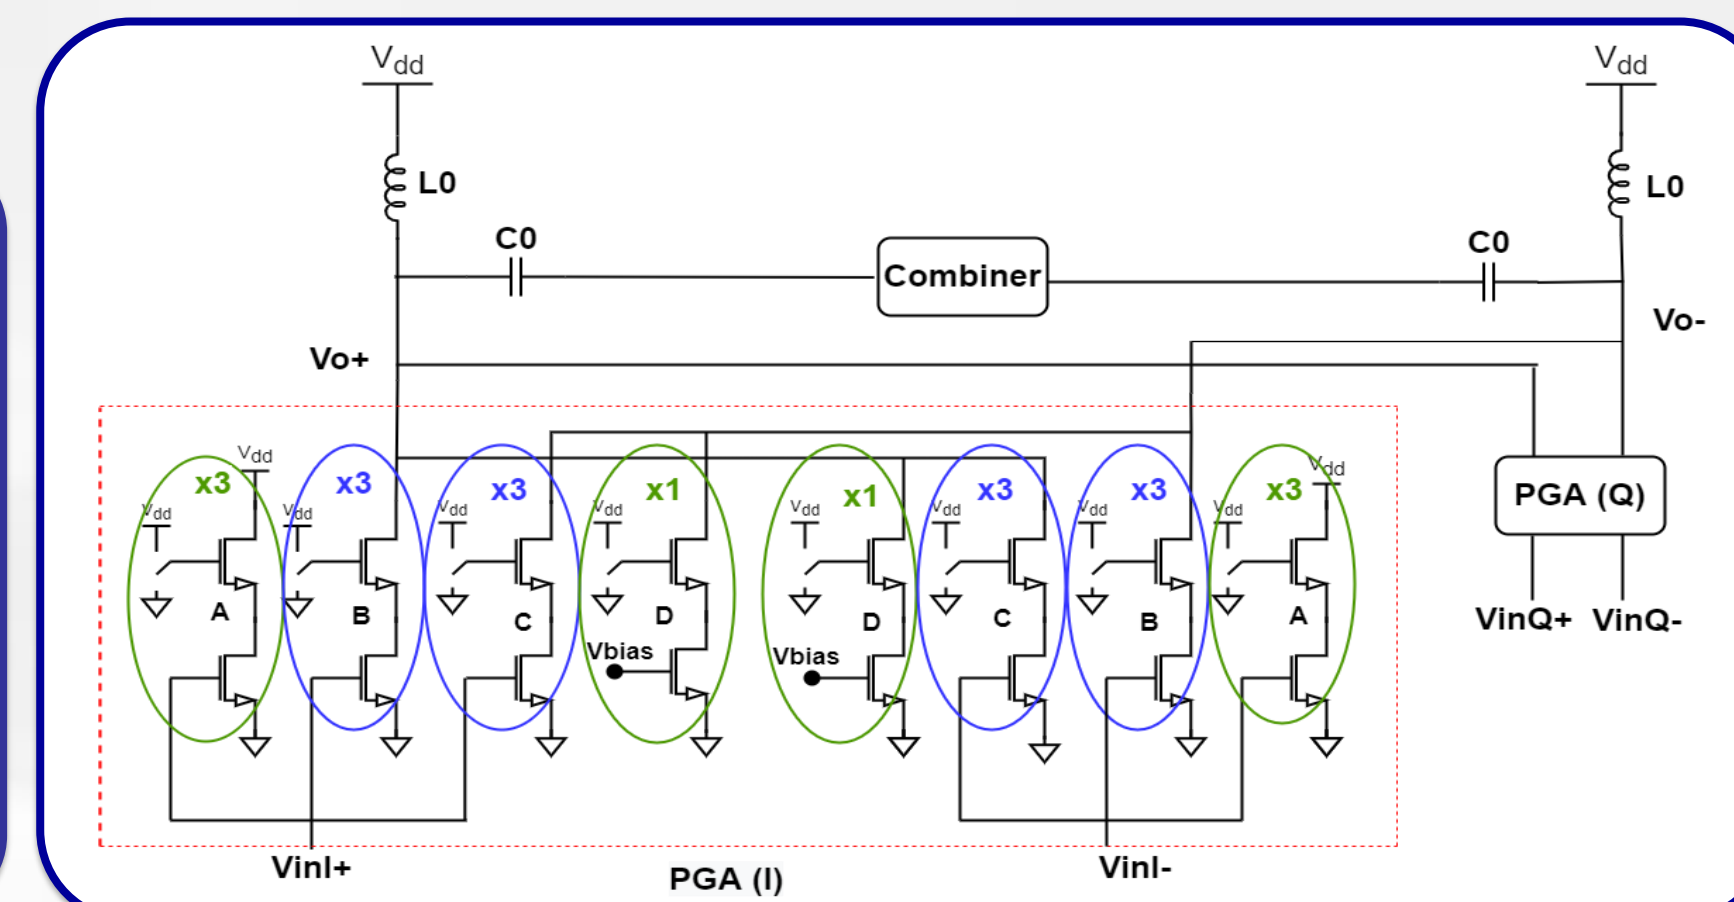 Vdd
Vdd
L0
L0
C0
C0
Combiner
Vo-
Vo+
Vdd
x3
x3
x3
x1
x1
x3
x3
x3
Vdd
Vdd
Vdd
Vdd
Vdd
Vdd
Vdd
Vdd
Vdd
PGA (Q)
A
B
C
D
D
C
B
A
VinQ+
VinQ-
Vbias
Vbias
VinI+
PGA (I)
VinI-